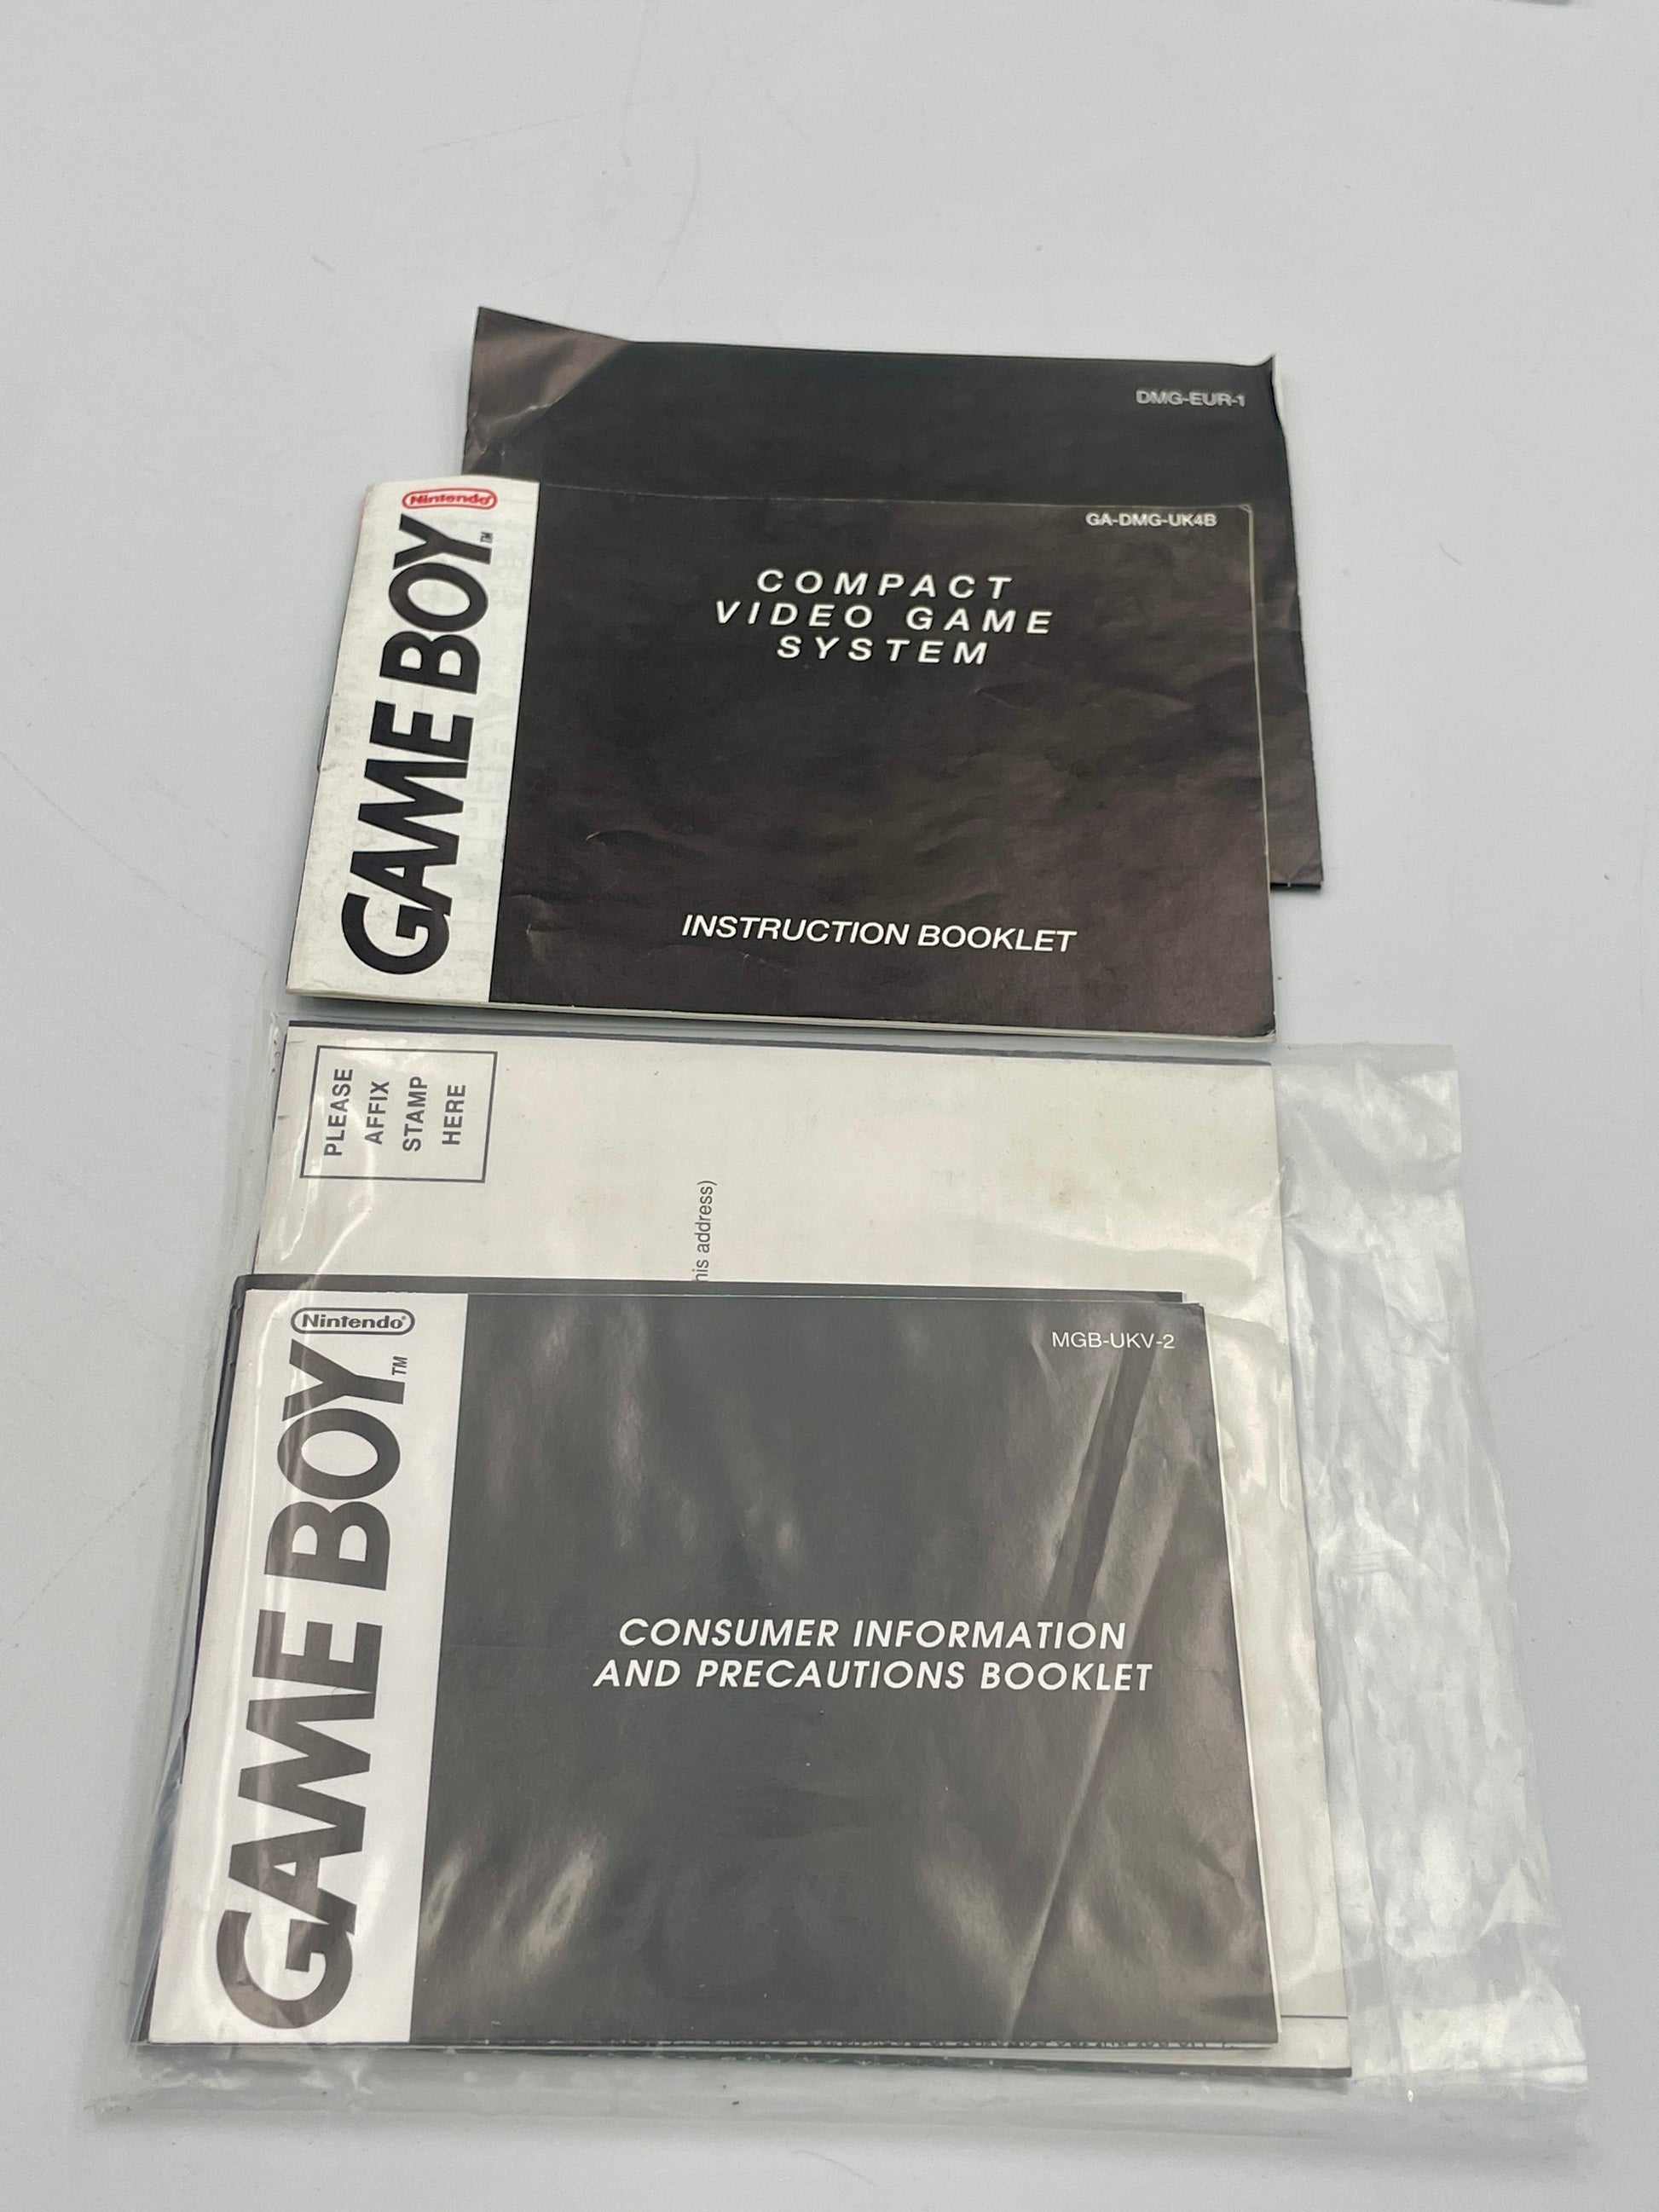 DMG-EUR-1
Nintendo
GAME BOY™
GA-DMG-UK4B
COMPACT
VIDEO GAME
SYSTEM
INSTRUCTION BOOKLET
PLEASE
AFFIX
STAMP
HERE
his address)
Nintendo
GAME BOY™
MGB-UKV-2
CONSUMER INFORMATION
AND PRECAUTIONS BOOKLET